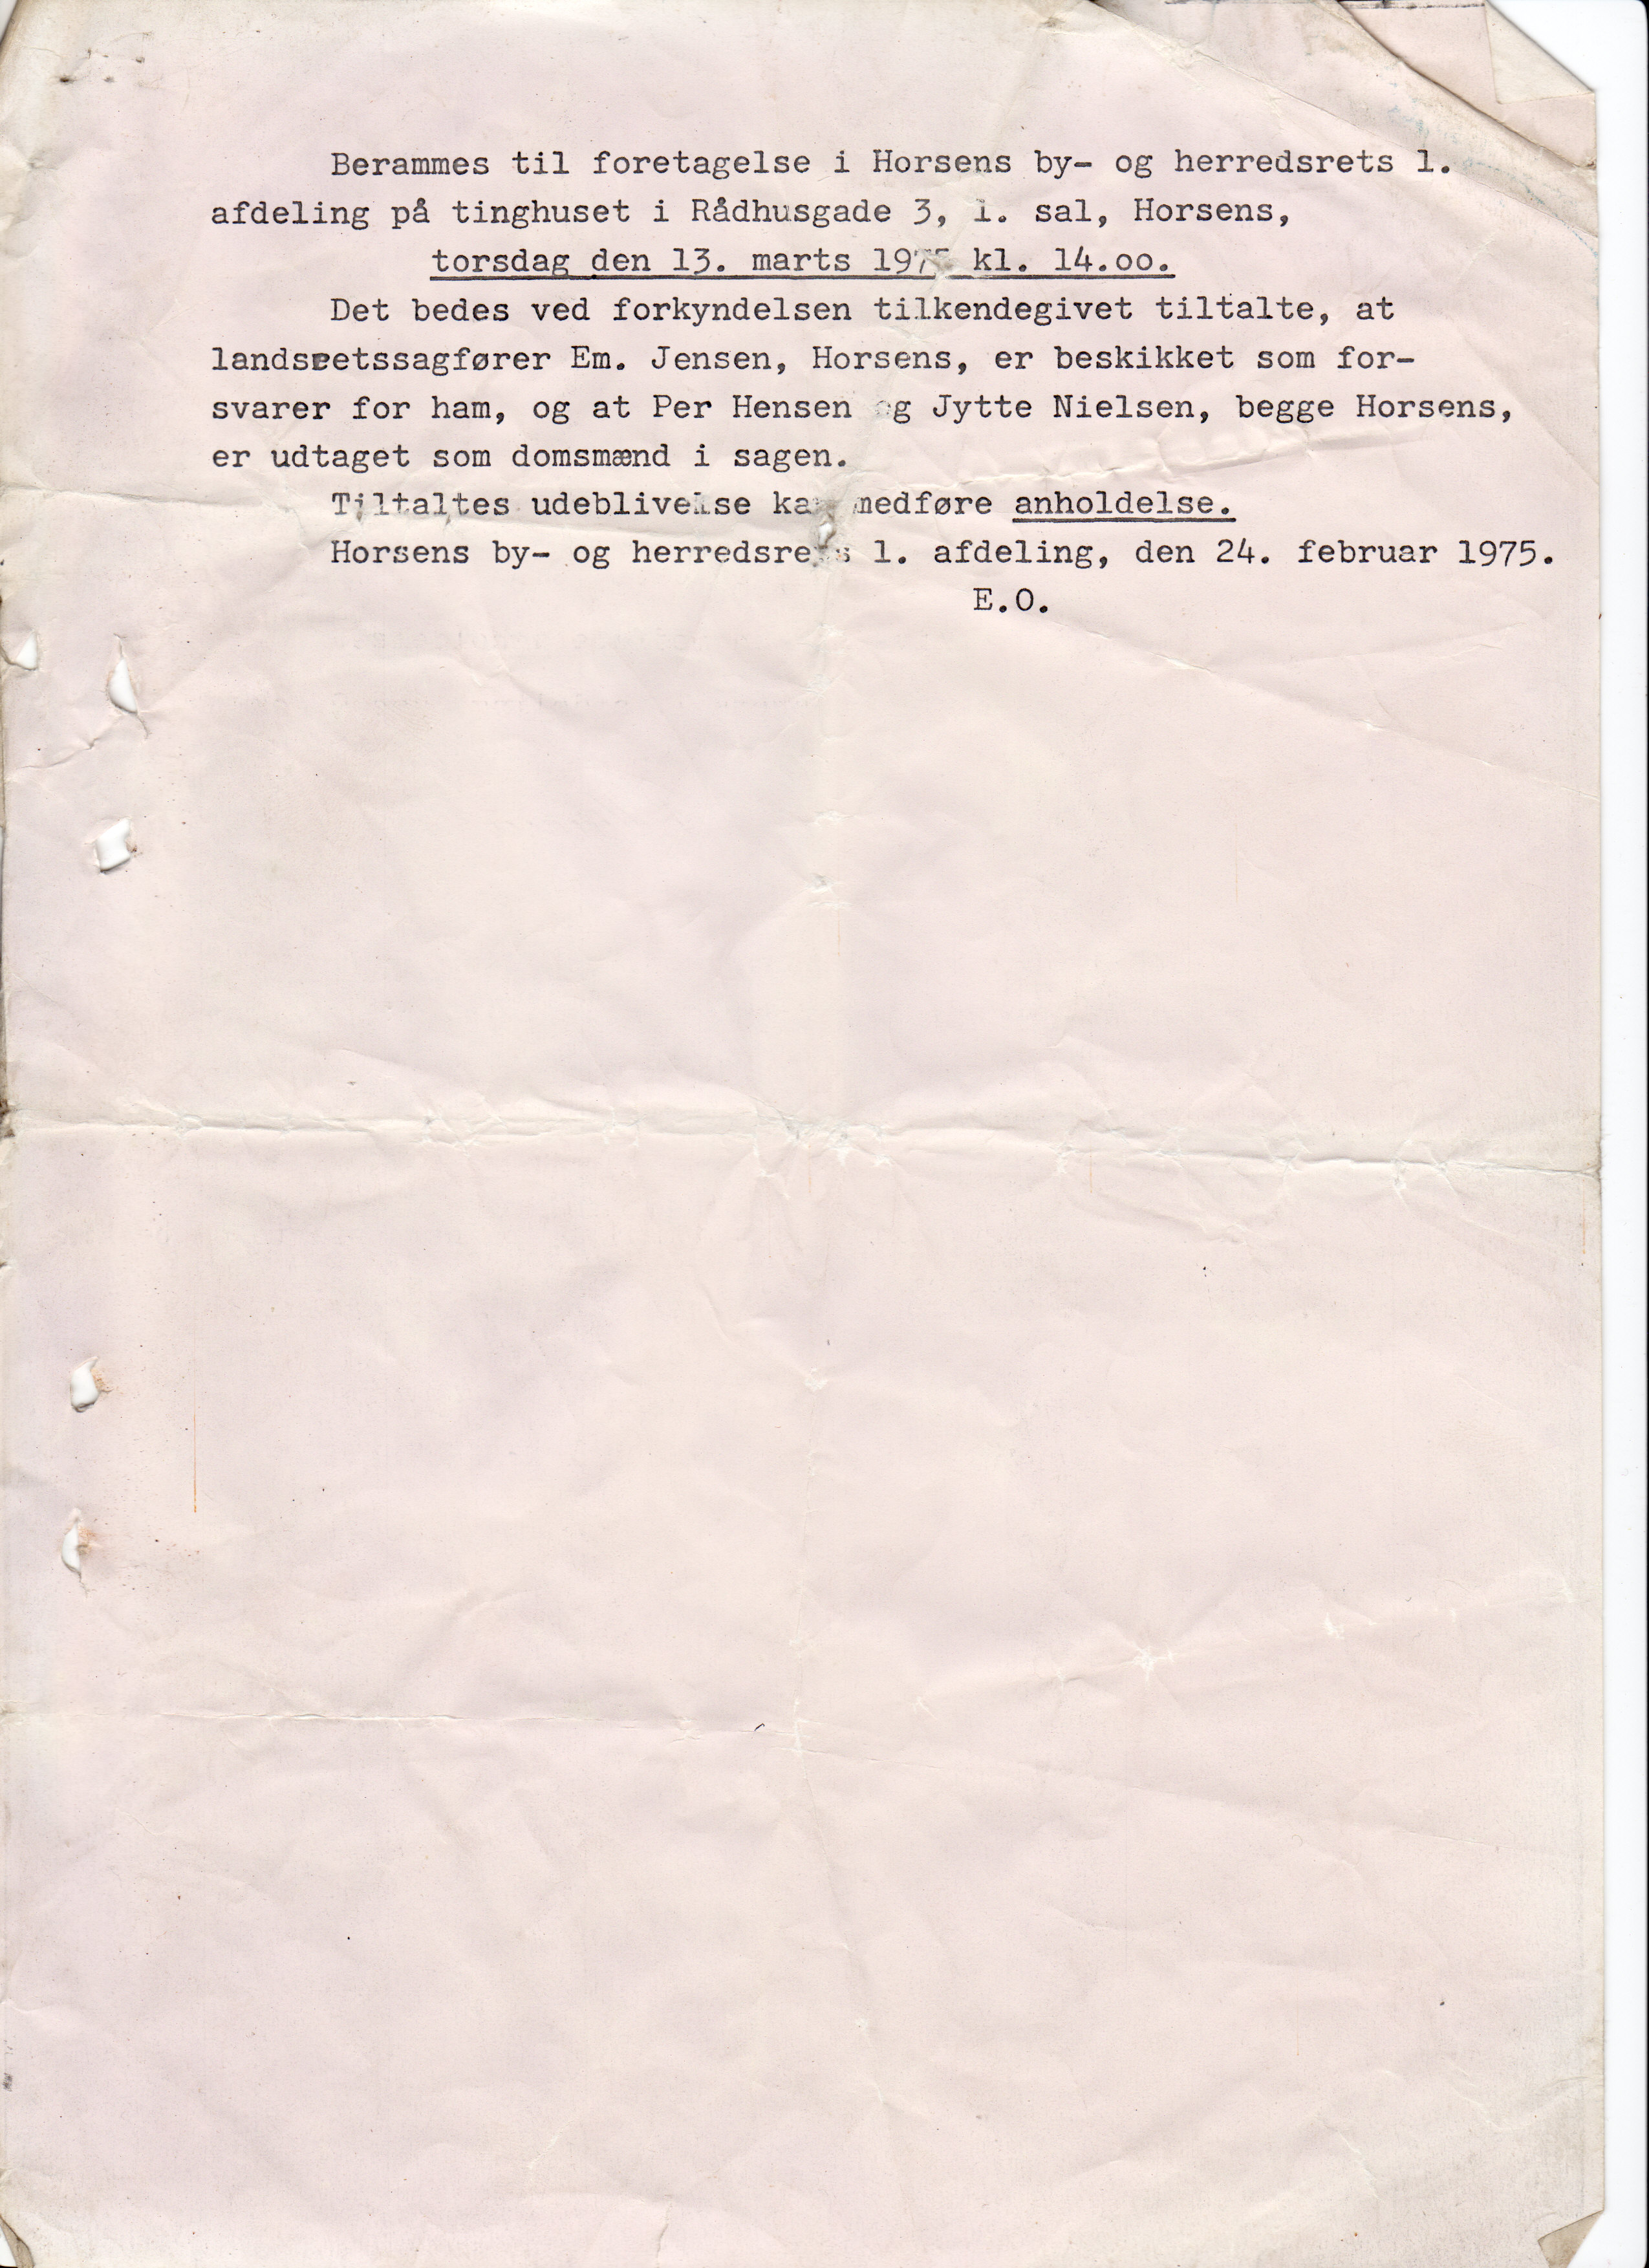 Berammes til foretagelse i Horsens by- og herredsrets 1.
afdeling på tinghuset i Rådhusgade 3, 1. sal, Horsens,
torsdag den 13. marts 1975 kl. 14.oo.
Det bedes ved forkyndelsen tilkendegivet tiltalte, at
landsretssagfører Em. Jensen, Horsens, er beskikket som for-
svarer for ham, og at Per Hensen og Jytte Nielsen, begge Horsens,
er udtaget som domsmænd i sagen.
Tiltaltes udeblivelse kan medføre anholdelse.
Horsens by- og herredsrets 1. afdeling, den 24. februar 1975.
E.O.